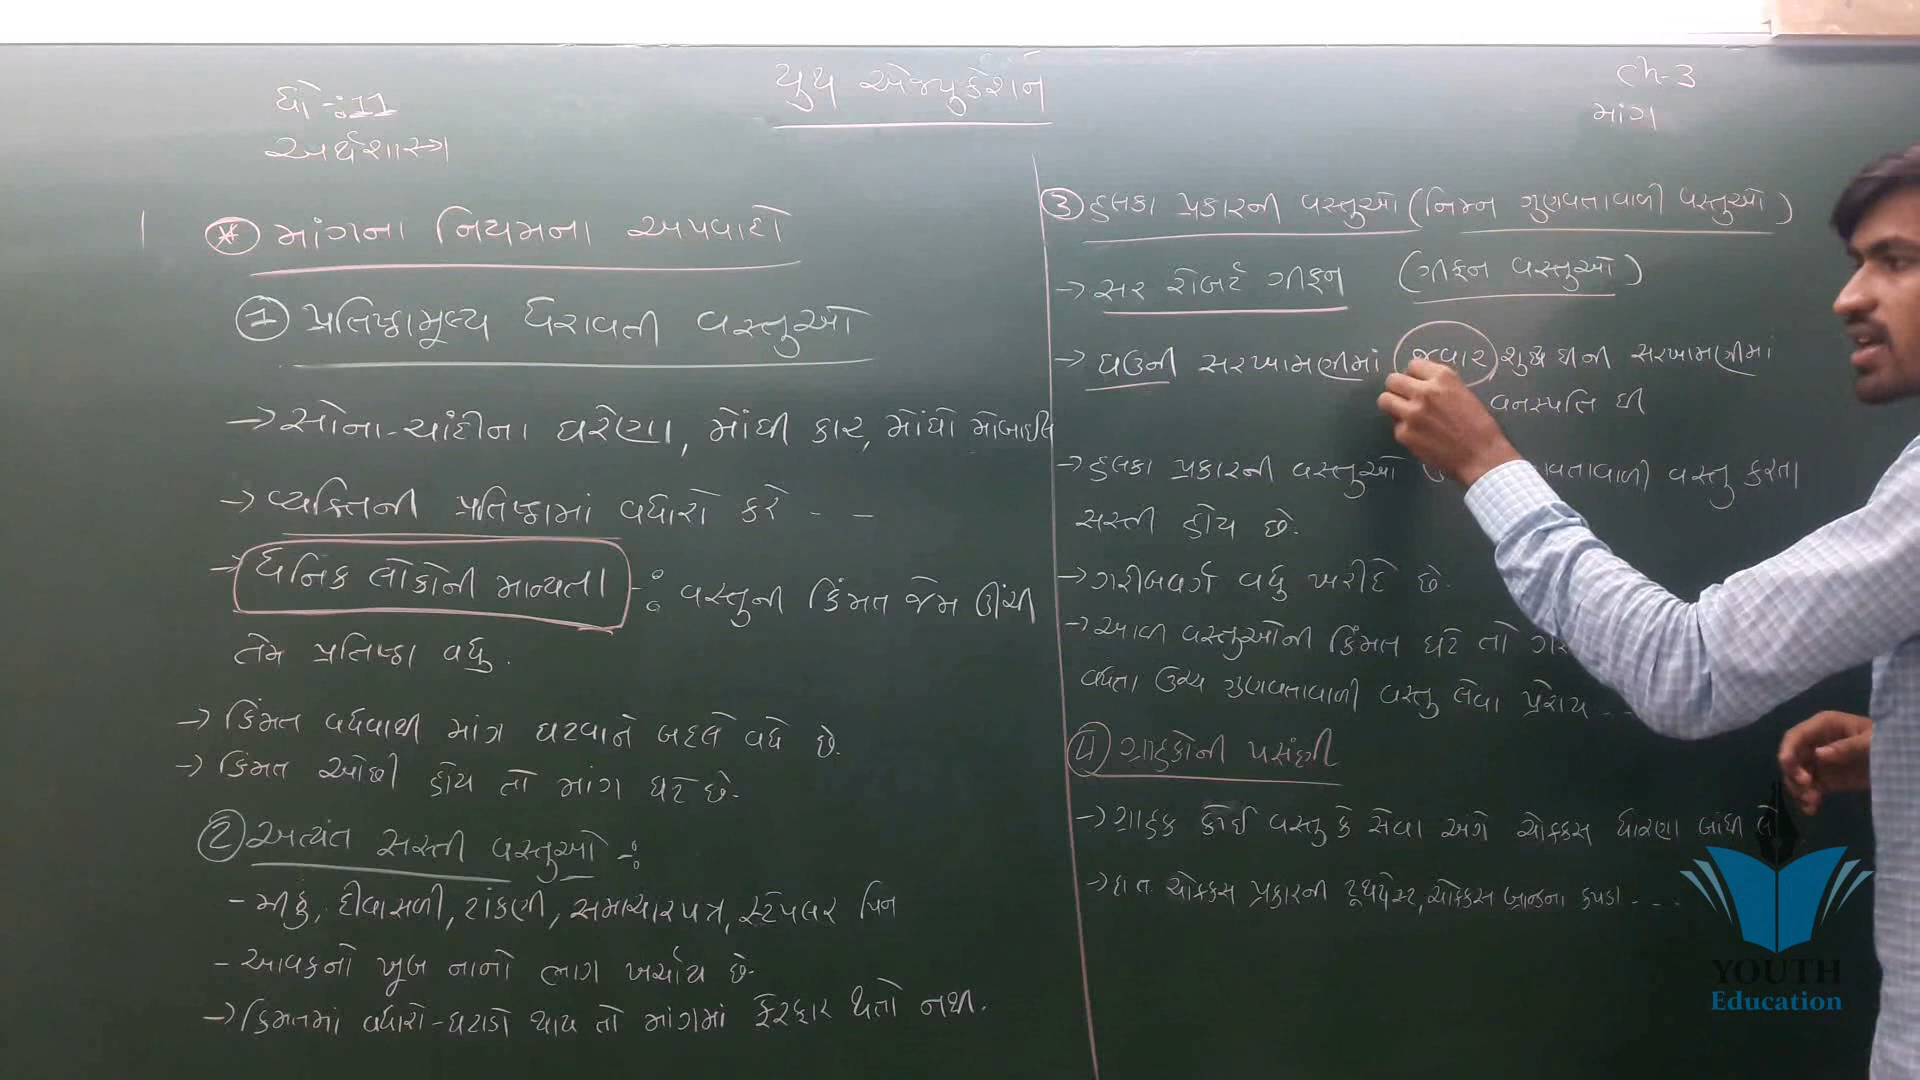 ધો-:11
અર્થશાસ્ત્ર
યુથ એજ્યુકેશન
Ch-3
માંગ
* માંગના નિયમના અપવાદો
1 પ્રતિષ્ઠામૂલ્ય ધરાવતી વસ્તુઓ
→ સોના-ચાંદીના ઘરેણા, મોંઘી કાર, મોંઘો મોબાઈલ
→ વ્યક્તિની પ્રતિષ્ઠામાં વધારો કરે - -
→ ધનિક લોકોની માન્યતા -: વસ્તુની કિંમત જેમ ઊંચી
તેમ પ્રતિષ્ઠા વધુ.
→ કિંમત વધવાથી માંગ ઘટવાને બદલે વધે છે.
→ કિંમત ઓછી હોય તો માંગ ઘટે છે.
2 અત્યંત સસ્તી વસ્તુઓ -:
- મીઠું, દીવાસળી, ટાંકણી, સમાચારપત્ર, સ્ટેપલર પિન
- આવકનો ખૂબ નાનો ભાગ ખર્ચાય છે.
→ કિંમતમાં વધારો-ઘટાડો થાય તો માંગમાં ફેરફાર થતો નથી.
3 હલકા પ્રકારની વસ્તુઓ (નિમ્ન ગુણવતાવાળી વસ્તુઓ)
→ સર રોબર્ટ ગીફન (ગીફન વસ્તુઓ)
→ ઘઉંની સરખામણીમાં જુવાર, શુદ્ધ ઘીની સરખામણીમાં
વનસ્પતિ ઘી
→ હલકા પ્રકારની વસ્તુઓ વતાવાળી વસ્તુ કરતા
સસ્તી હોય છે.
→ ગરીબવર્ગ વધુ ખરીદે છે.
→ આવી વસ્તુઓની કિંમત ઘટે તો
વધતા ઉચ્ચ ગુણવતાવાળી વસ્તુ લેવા પ્રેરાય - - -
4 ગ્રાહકોની પસંદગી
→ ગ્રાહક કોઈ વસ્તુ કે સેવા અંગે ચોક્કસ ધારણા બાંધી લે
→ દા.ત. ચોક્કસ પ્રકારની ટૂથપેસ્ટ, ચોક્કસ બ્રાન્ડના કપડા - - -
YOUTH
Education